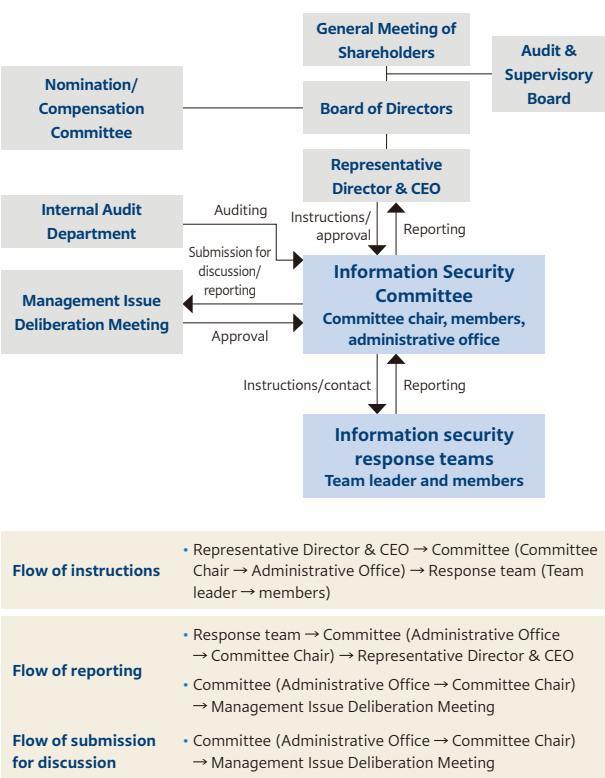 General Meeting of
Shareholders
Audit &
Supervisory
Board
Nomination/
Compensation
Committee
Board of Directors
Representative
Director & CEO
Internal Audit
Department
Auditing
Instructions/
approval
Reporting
Submission for
discussion/
reporting
Management Issue
Deliberation Meeting
Approval
Information Security
Committee
Committee chair, members,
administrative office
Instructions/contact
Reporting
Information security
response teams
Team leader and members
Flow of instructions
• Representative Director & CEO → Committee (Committee
Chair → Administrative Office) → Response team (Team
leader → members)
Flow of reporting
• Response team → Committee (Administrative Office
→ Committee Chair) → Representative Director & CEO
• Committee (Administrative Office → Committee Chair)
→ Management Issue Deliberation Meeting
Flow of submission
for discussion
• Committee (Administrative Office → Committee Chair)
→ Management Issue Deliberation Meeting